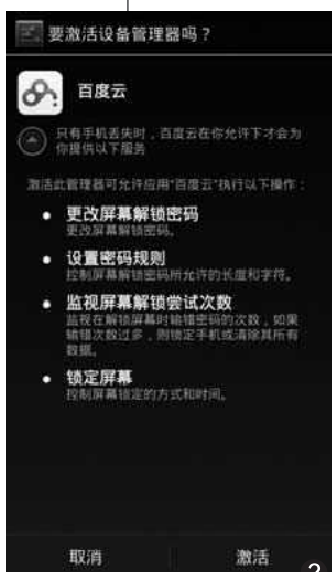 要激活设备管理器吗？
百度云
只有手机丢失时，百度云在你允许下才会为
你提供以下服务
激活此管理器可允许应用“百度云”执行以下操作：
• 更改屏幕解锁密码
更改屏幕解锁密码。
• 设置密码规则
控制屏幕解锁密码所允许的长度和字符。
• 监视屏幕解锁尝试次数
监视在解锁屏幕时输错密码的次数，如果
输错次数过多，则锁定手机或清除其所有
数据。
• 锁定屏幕
控制屏幕锁定的方式和时间。
取消 激活